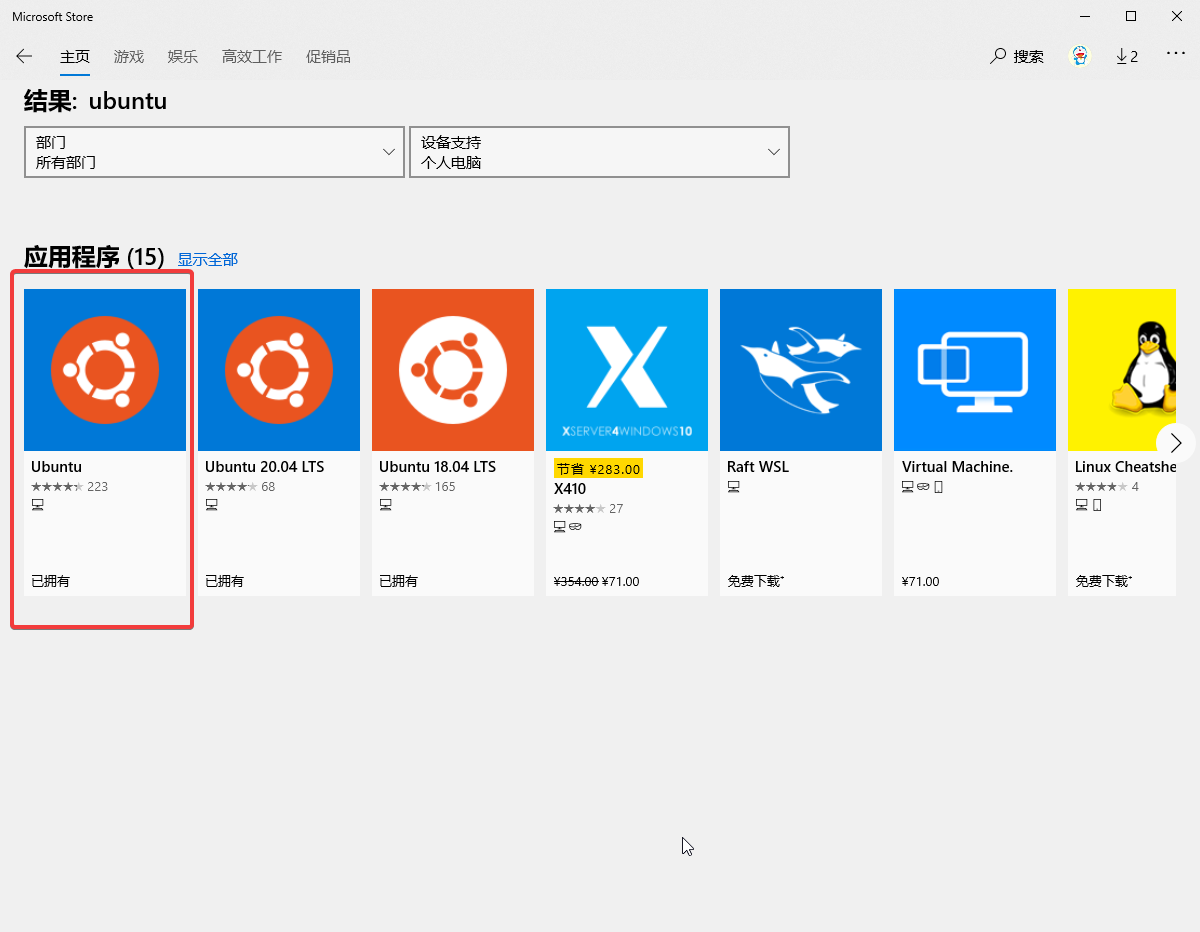 Microsoft Store
主页 游戏 娱乐 高效工作 促销品 搜索 2
结果: ubuntu
部门
所有部门
设备支持
个人电脑
应用程序 (15) 显示全部
Ubuntu
223
已拥有
Ubuntu 20.04 LTS
68
已拥有
Ubuntu 18.04 LTS
165
已拥有
XSERVER4WINDOWS10
节省 ¥283.00
X410
27
¥354.00 ¥71.00
Raft WSL
免费下载*
Virtual Machine.
¥71.00
Linux Cheatshe
4
免费下载*